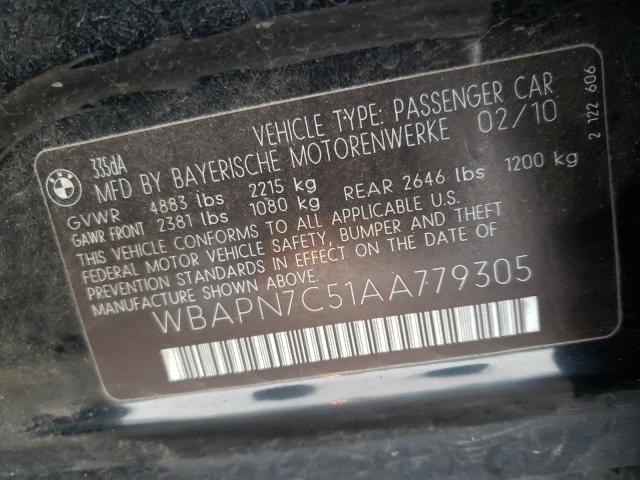 BMW
335dA VEHICLE TYPE: PASSENGER CAR
MFD BY BAYERISCHE MOTORENWERKE 02/10
GVWR 4883 lbs 2215 kg
GAWR FRONT 2381 lbs 1080 kg REAR 2646 lbs 1200 kg
THIS VEHICLE CONFORMS TO ALL APPLICABLE U.S.
FEDERAL MOTOR VEHICLE SAFETY, BUMPER AND THEFT
PREVENTION STANDARDS IN EFFECT ON THE DATE OF
MANUFACTURE SHOWN ABOVE.
WBAPN7C51AA779305
2 122 606